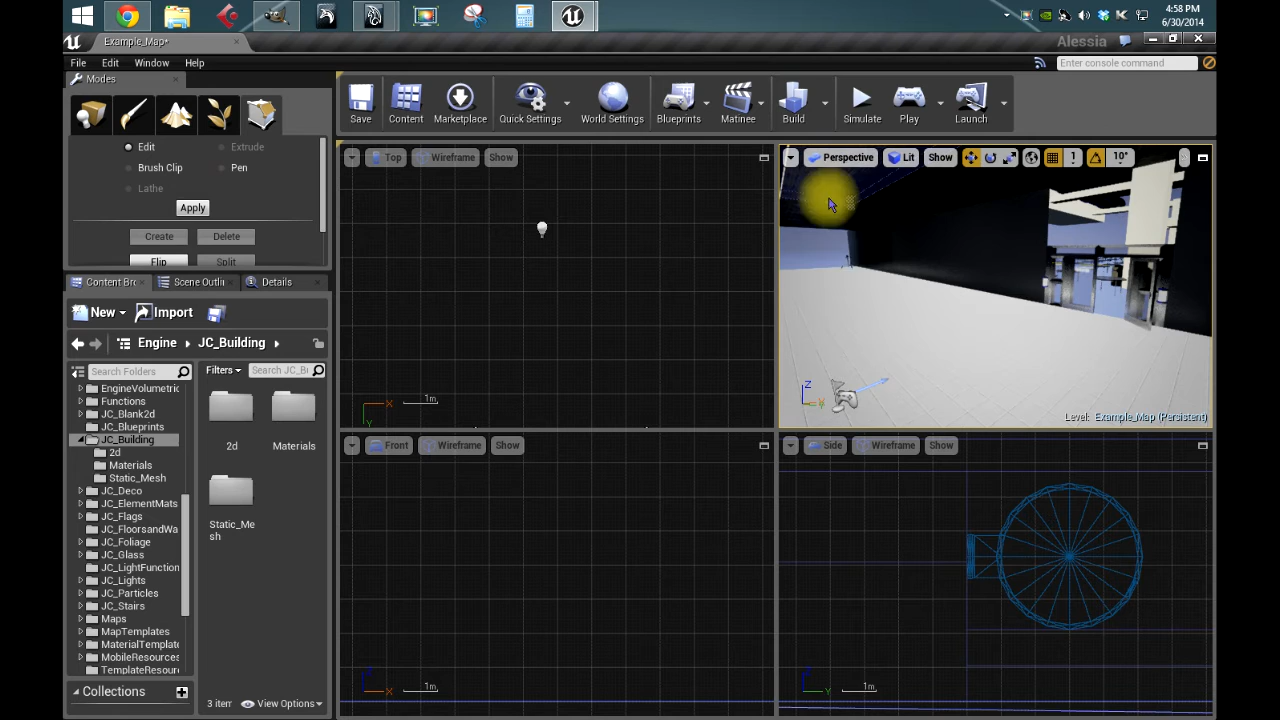 4:58 PM
6/30/2014
Example_Map*
Alessia
File Edit Window Help
Enter console command
Modes
Edit Extrude
Brush Clip Pen
Lathe
Apply
Create Delete
Flip Split
Save Content Marketplace Quick Settings World Settings Blueprints Matinee Build Simulate Play Launch
Top Wireframe Show
1m
X
Y
Perspective Lit Show 1 10°
Z
Level: Example_Map (Persistent)
Content Bro Scene Outli Details
New Import
Engine JC_Building
Search Folders
Filters Search JC_B
EngineVolumetric
Functions
JC_Blank2d
JC_Blueprints
JC_Building
2d
Materials
Static_Mesh
JC_Deco
JC_ElementMats
JC_Flags
JC_FloorsandWa
JC_Foliage
JC_Glass
JC_LightFunction
JC_Lights
JC_Particles
JC_Stairs
Maps
MapTemplates
MaterialTemplate
MobileResources
TemplateResour
Collections
2d Materials
Static_Me
sh
3 item View Options
Front Wireframe Show
X 1m
Side Wireframe Show
Y 1m